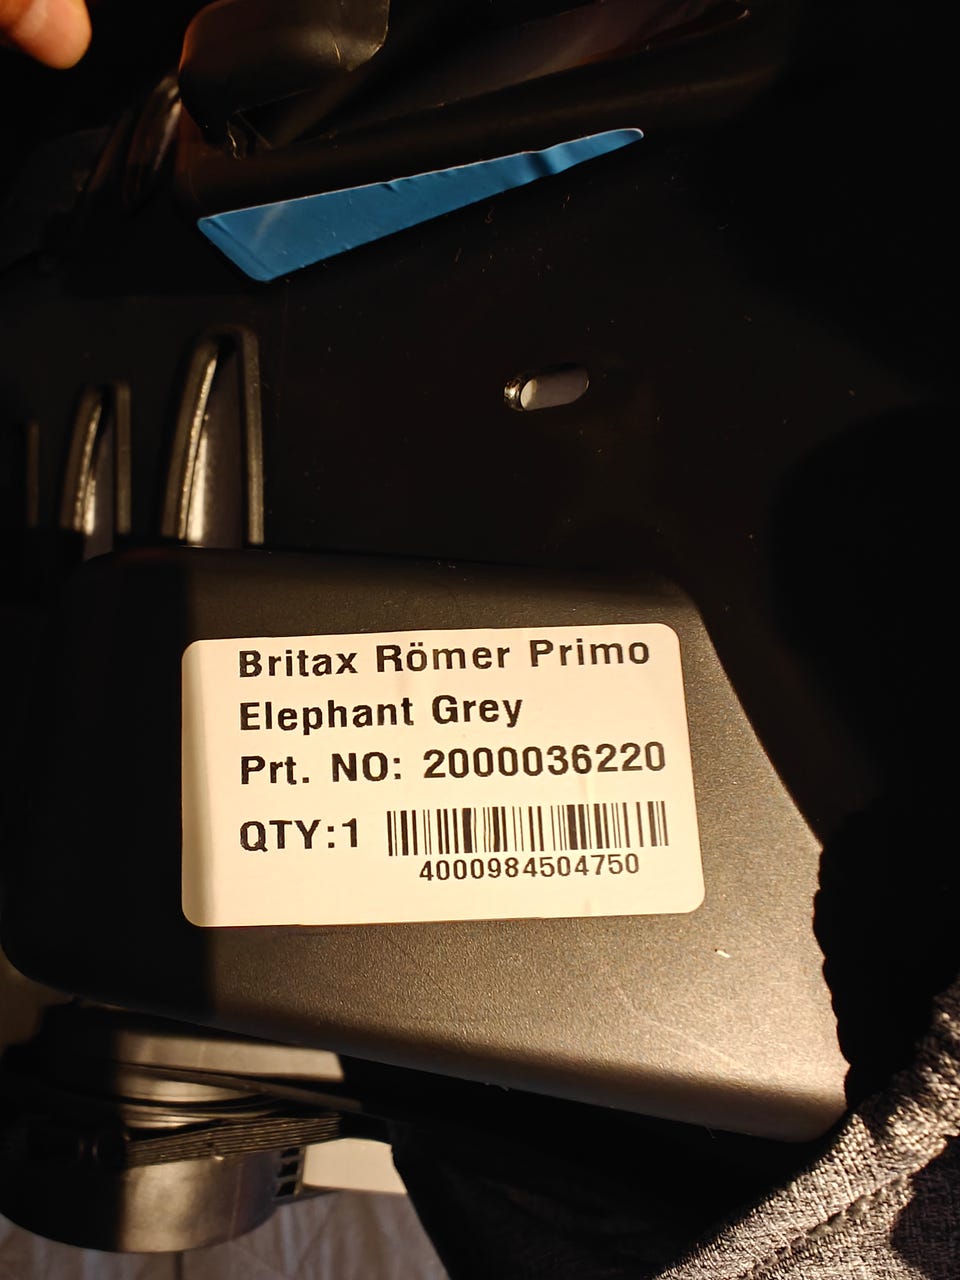 Britax Römer Primo
Elephant Grey
Prt. NO: 2000036220
QTY:1
4000984504750